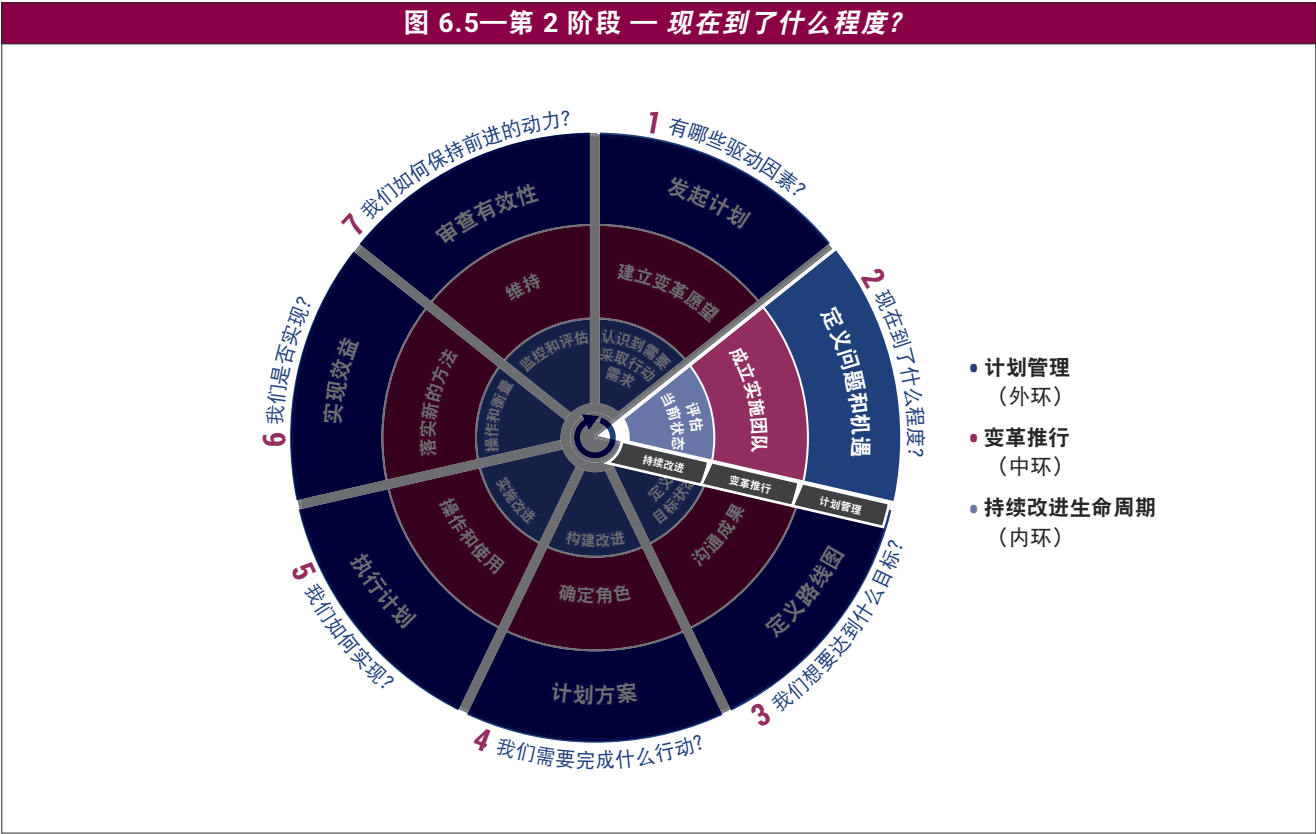 图 6.5—第 2 阶段 — 现在到了什么程度？
1 有哪些驱动因素？
发起计划
建立变革愿望
认识到需要
采取行动
需求
2 现在到了什么程度？
定义问题和机遇
成立实施团队
评估
当前状态
持续改进
变革推行
计划管理
3 我们想要达到什么目标？
定义路线图
沟通成果
定义
目标状态
4 我们需要完成什么行动？
计划方案
确定角色
构建改进
5 我们如何实现？
执行计划
操作和使用
实施改进
6 我们是否实现？
实现效益
落实新的方法
操作和衡量
7 我们如何保持前进的动力？
审查有效性
维持
监控和评估
• 计划管理
（外环）
• 变革推行
（中环）
• 持续改进生命周期
（内环）